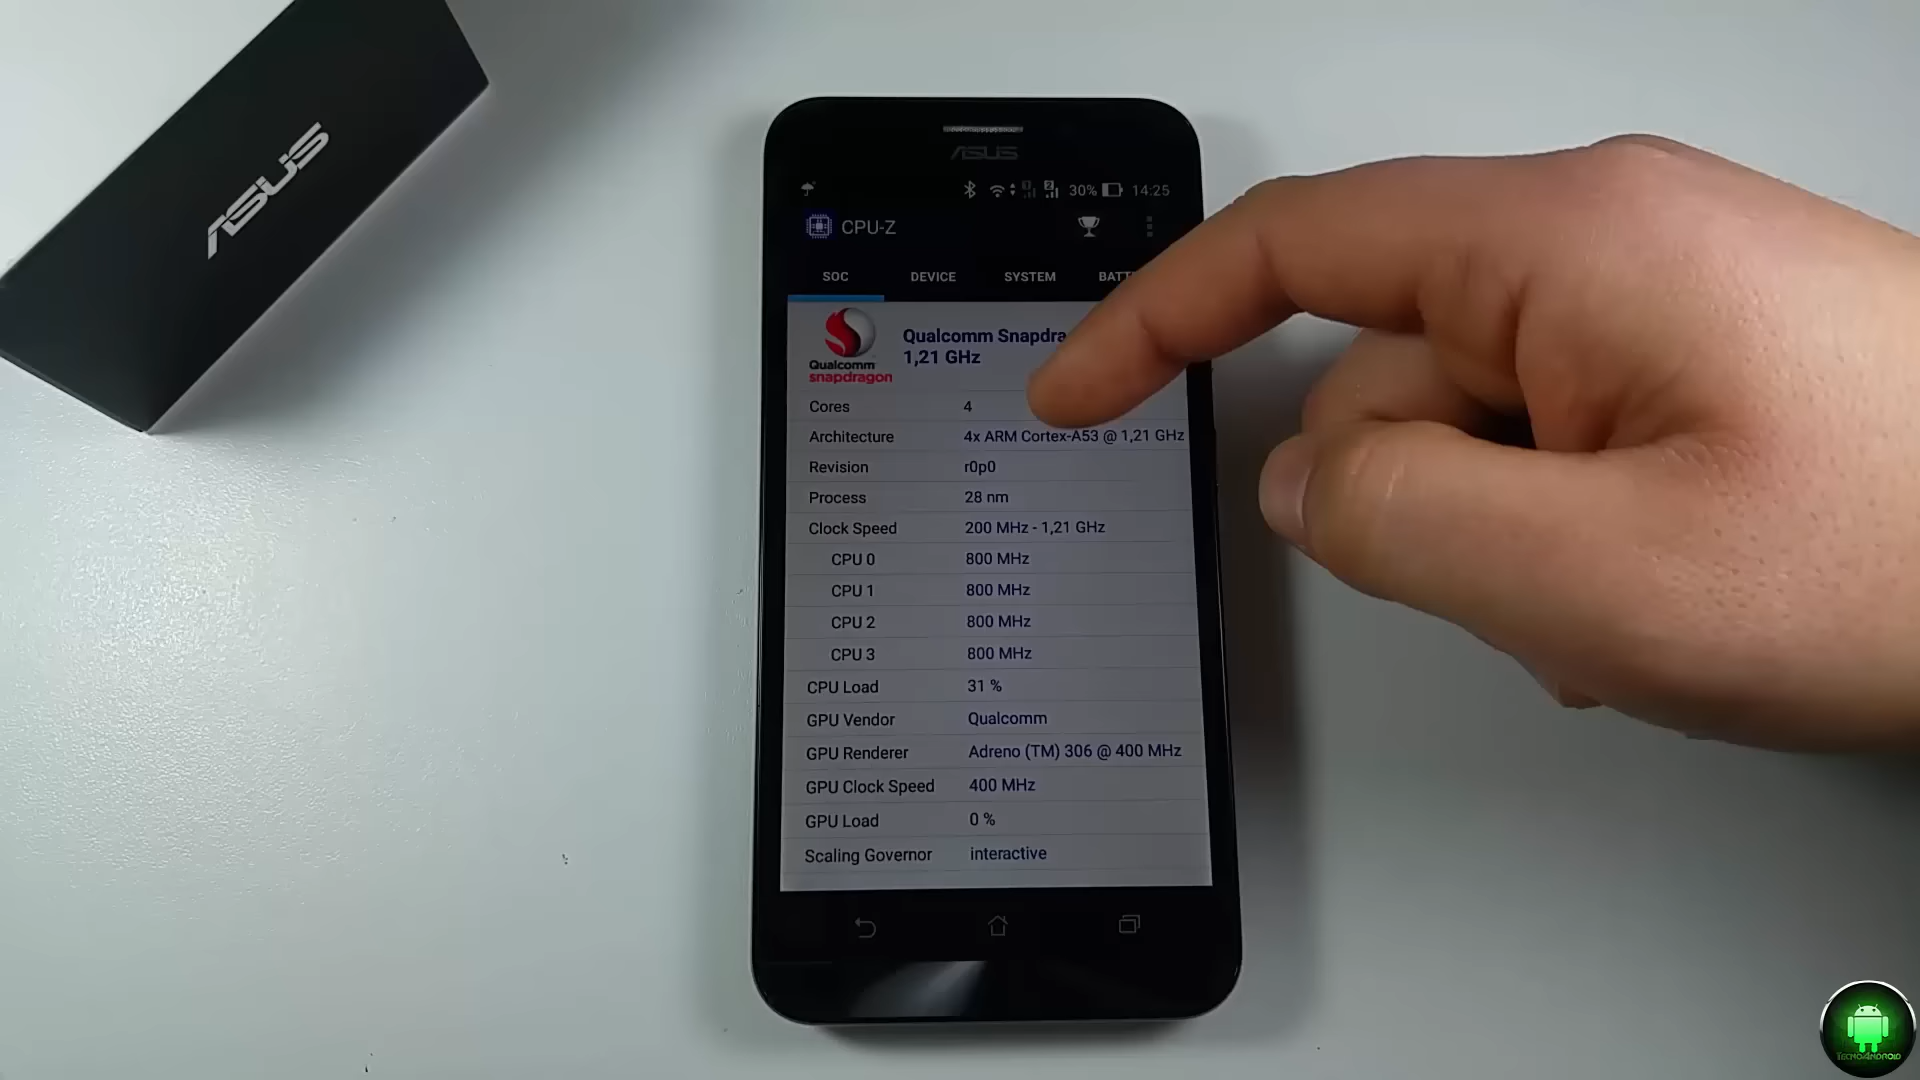 ASUS
ASUS
30% 14:25
CPU-Z
SOC DEVICE SYSTEM
Qualcomm snapdragon
Qualcomm
1,21 GHz
Cores 4
Architecture 4x ARM Cortex-A53 @ 1,21 GHz
Revision r0p0
Process 28 nm
Clock Speed 200 MHz - 1,21 GHz
CPU 0 800 MHz
CPU 1 800 MHz
CPU 2 800 MHz
CPU 3 800 MHz
CPU Load 31 %
GPU Vendor Qualcomm
GPU Renderer Adreno (TM) 306 @ 400 MHz
GPU Clock Speed 400 MHz
GPU Load 0 %
Scaling Governor interactive
TecnoAndroid